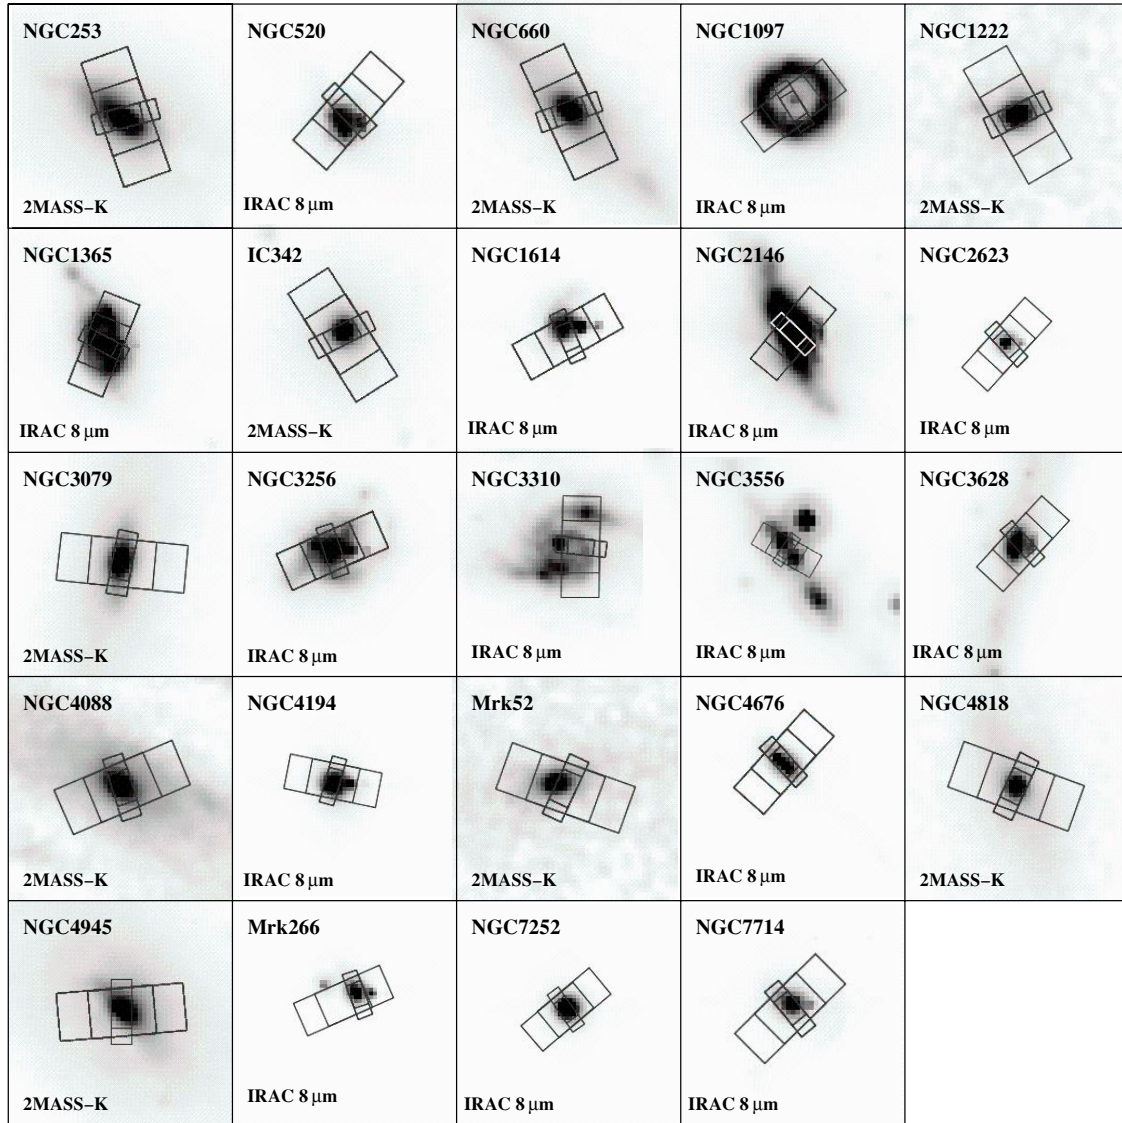 NGC253
2MASS−K
NGC520
IRAC 8 μm
NGC660
2MASS−K
NGC1097
IRAC 8 μm
NGC1222
2MASS−K
NGC1365
IRAC 8 μm
IC342
2MASS−K
NGC1614
IRAC 8 μm
NGC2146
IRAC 8 μm
NGC2623
IRAC 8 μm
NGC3079
2MASS−K
NGC3256
IRAC 8 μm
NGC3310
IRAC 8 μm
NGC3556
IRAC 8 μm
NGC3628
IRAC 8 μm
NGC4088
2MASS−K
NGC4194
IRAC 8 μm
Mrk52
2MASS−K
NGC4676
IRAC 8 μm
NGC4818
2MASS−K
NGC4945
2MASS−K
Mrk266
IRAC 8 μm
NGC7252
IRAC 8 μm
NGC7714
IRAC 8 μm